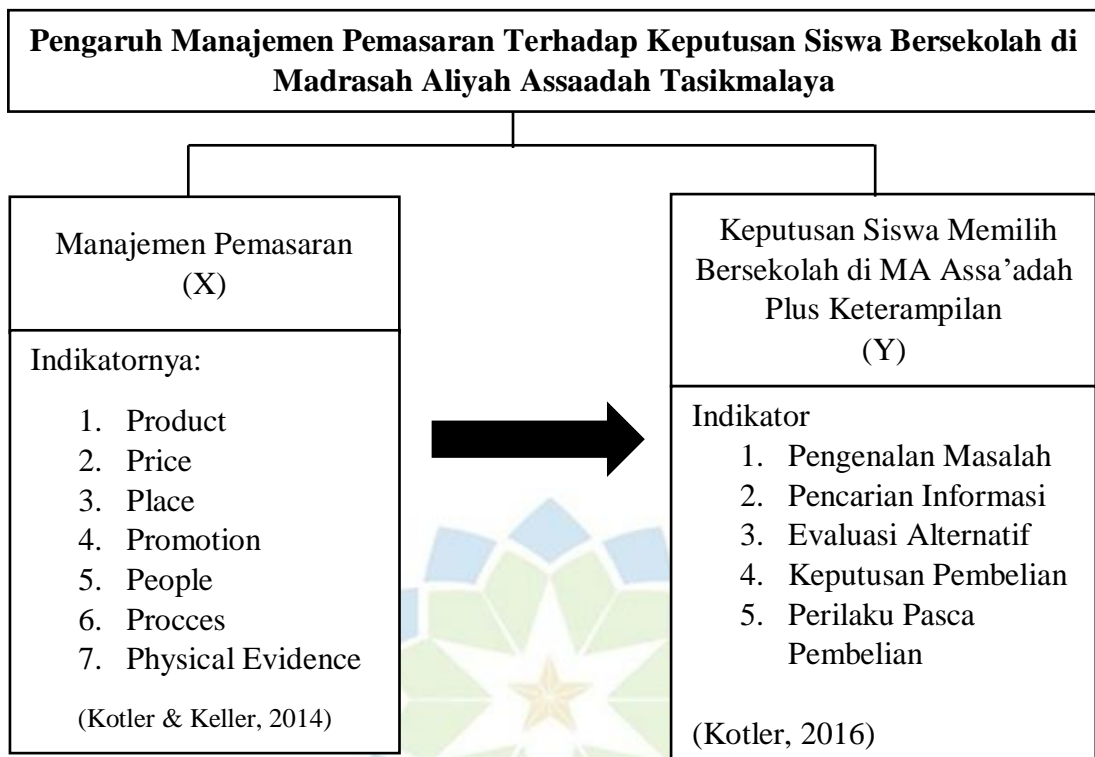 Pengaruh Manajemen Pemasaran Terhadap Keputusan Siswa Bersekolah di
Madrasah Aliyah Assaadah Tasikmalaya
Manajemen Pemasaran
(X)
Indikatornya:
1. Product
2. Price
3. Place
4. Promotion
5. People
6. Procces
7. Physical Evidence
(Kotler & Keller, 2014)
Keputusan Siswa Memilih
Bersekolah di MA Assa’adah
Plus Keterampilan
(Y)
Indikator
1. Pengenalan Masalah
2. Pencarian Informasi
3. Evaluasi Alternatif
4. Keputusan Pembelian
5. Perilaku Pasca
Pembelian
(Kotler, 2016)